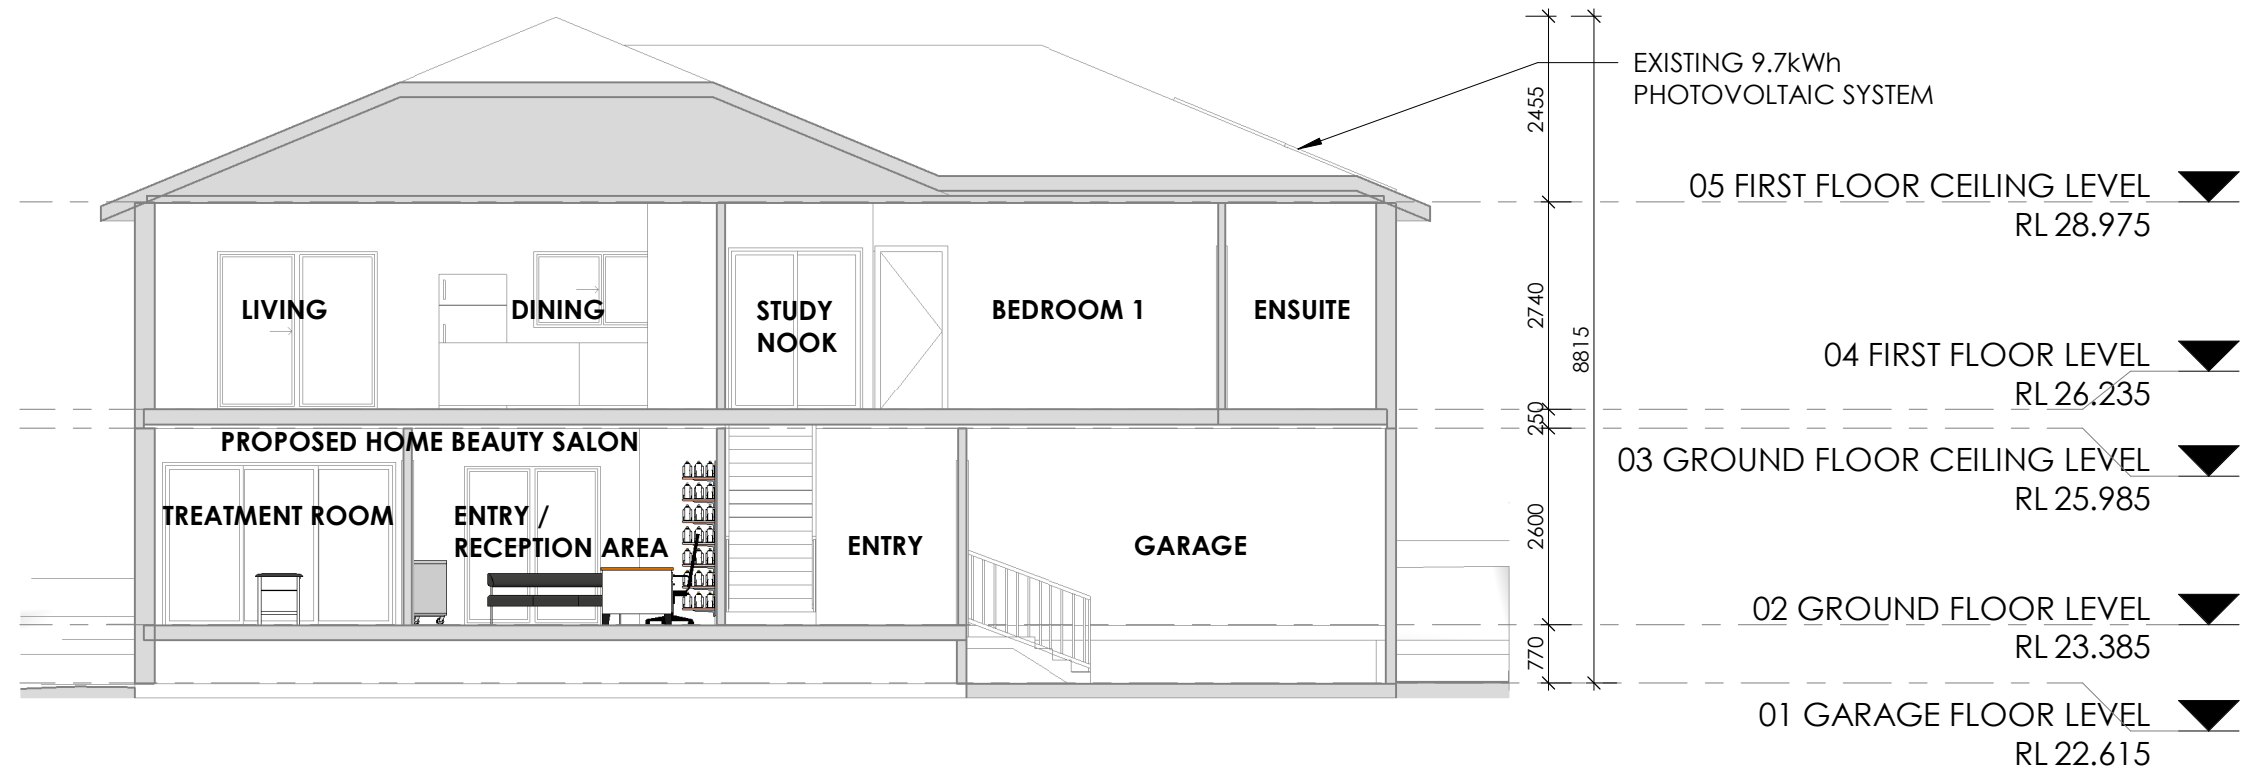 EXISTING 9.7kWh
PHOTOVOLTAIC SYSTEM
2455
05 FIRST FLOOR CEILING LEVEL
RL 28.975
LIVING
DINING
STUDY
NOOK
BEDROOM 1
ENSUITE
2740
8815
04 FIRST FLOOR LEVEL
RL 26.235
250
PROPOSED HOME BEAUTY SALON
03 GROUND FLOOR CEILING LEVEL
RL 25.985
TREATMENT ROOM
ENTRY /
RECEPTION AREA
ENTRY
GARAGE
2600
02 GROUND FLOOR LEVEL
RL 23.385
770
01 GARAGE FLOOR LEVEL
RL 22.615